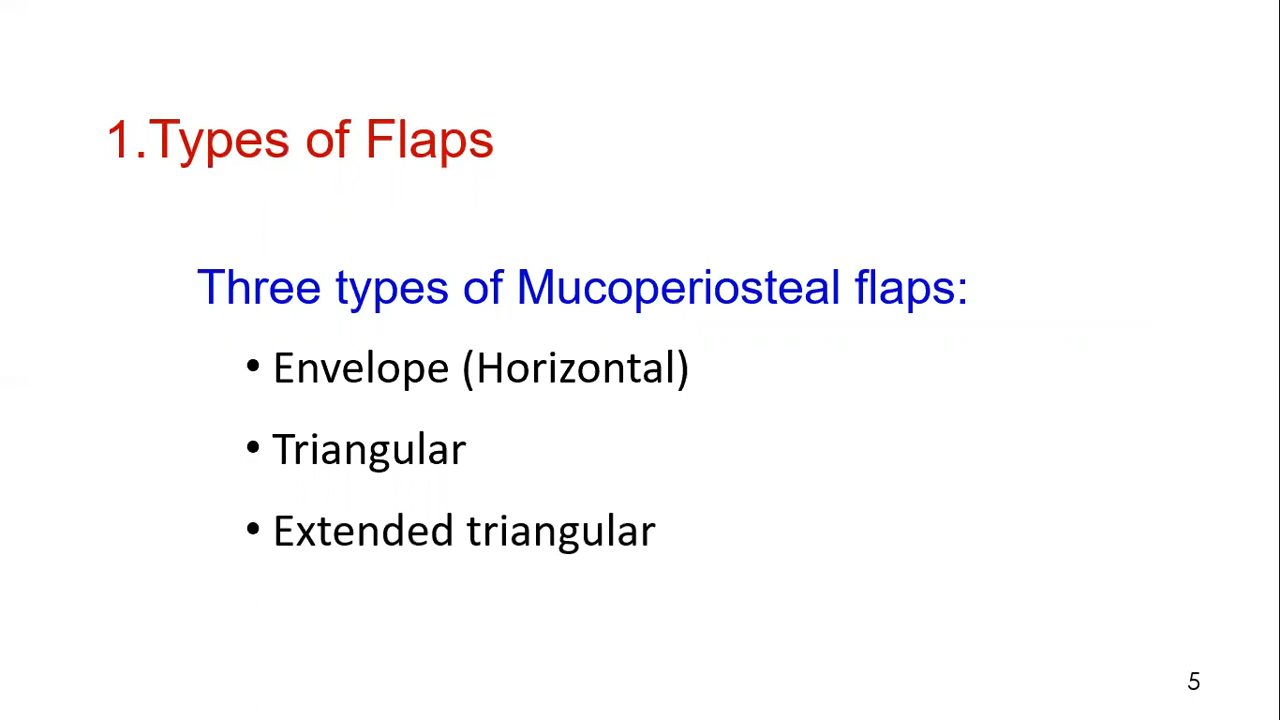 1.Types of Flaps
Three types of Mucoperiosteal flaps:
• Envelope (Horizontal)
• Triangular
• Extended triangular
5